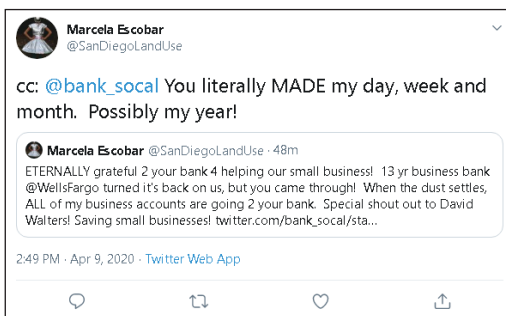 Marcela Escobar
@SanDiegoLandUse
cc: @bank_socal You literally MADE my day, week and
month.  Possibly my year!
Marcela Escobar @SanDiegoLandUse · 48m
ETERNALLY grateful 2 your bank 4 helping our small business!  13 yr business bank
@WellsFargo turned it's back on us, but you came through!  When the dust settles,
ALL of my business accounts are going 2 your bank.  Special shout out to David
Walters! Saving small businesses! twitter.com/bank_socal/sta...
2:49 PM · Apr 9, 2020 · Twitter Web App